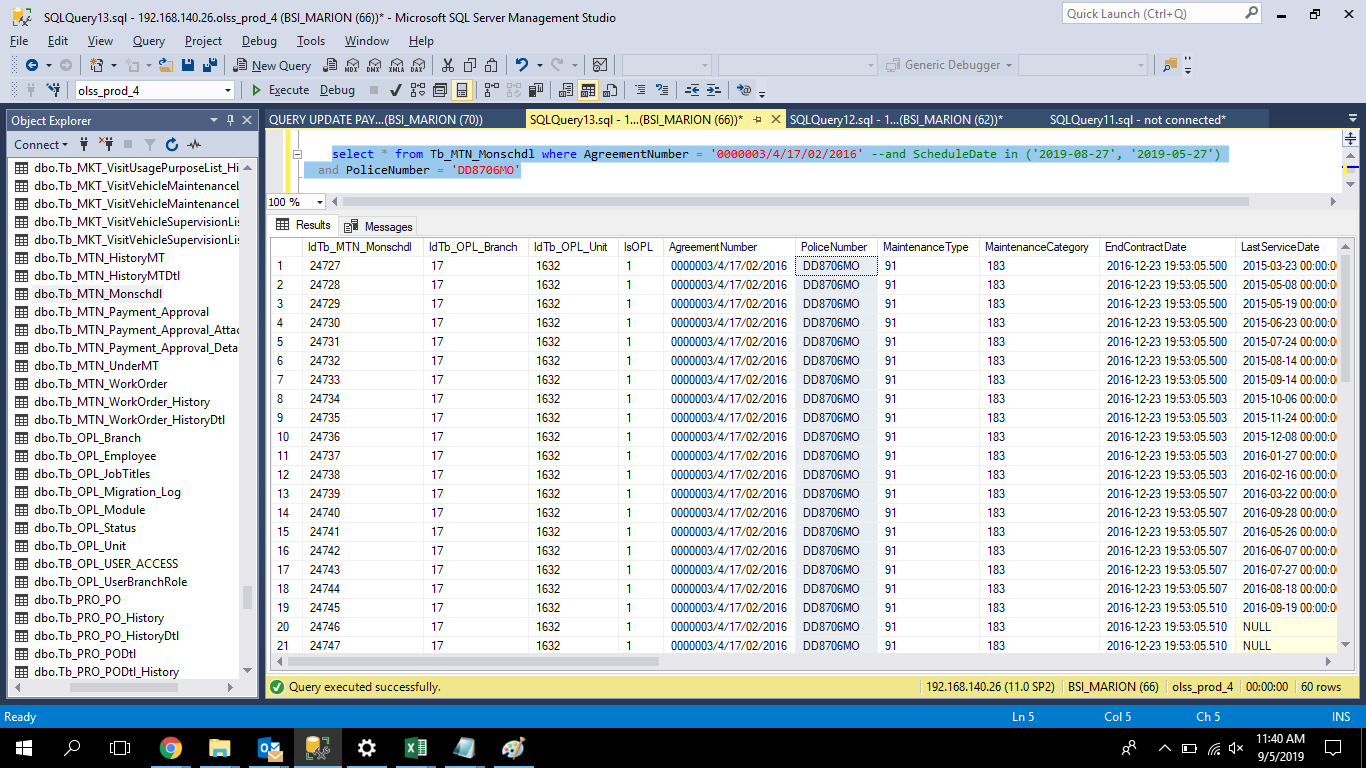 SQLQuery13.sql - 192.168.140.26.olss_prod_4 (BSI_MARION (66))* - Microsoft SQL Server Management Studio
Quick Launch (Ctrl+Q)
File Edit View Query Project Debug Tools Window Help
New Query MDX DMX XMLA DAX Generic Debugger
olss_prod_4 Execute Debug
Object Explorer
Connect
dbo.Tb_MKT_VisitUsagePurposeList_Hi
dbo.Tb_MKT_VisitVehicleMaintenanceL
dbo.Tb_MKT_VisitVehicleMaintenanceL
dbo.Tb_MKT_VisitVehicleSupervisionLis
dbo.Tb_MKT_VisitVehicleSupervisionLis
dbo.Tb_MTN_HistoryMT
dbo.Tb_MTN_HistoryMTDtl
dbo.Tb_MTN_Monschdl
dbo.Tb_MTN_Payment_Approval
dbo.Tb_MTN_Payment_Approval_Attac
dbo.Tb_MTN_Payment_Approval_Deta
dbo.Tb_MTN_UnderMT
dbo.Tb_MTN_WorkOrder
dbo.Tb_MTN_WorkOrder_History
dbo.Tb_MTN_WorkOrder_HistoryDtl
dbo.Tb_OPL_Branch
dbo.Tb_OPL_Employee
dbo.Tb_OPL_JobTitles
dbo.Tb_OPL_Migration_Log
dbo.Tb_OPL_Module
dbo.Tb_OPL_Status
dbo.Tb_OPL_Unit
dbo.TB_OPL_USER_ACCESS
dbo.Tb_OPL_UserBranchRole
dbo.Tb_PRO_PO
dbo.Tb_PRO_PO_History
dbo.Tb_PRO_PO_HistoryDtl
dbo.Tb_PRO_PODtl
dbo.Tb_PRO_PODtl_History
QUERY UPDATE PAY...(BSI_MARION (70)) SQLQuery13.sql - 1...(BSI_MARION (66))* SQLQuery12.sql - 1...(BSI_MARION (62))* SQLQuery11.sql - not connected*
select * from Tb_MTN_Monschdl where AgreementNumber = '0000003/4/17/02/2016' --and ScheduleDate in ('2019-08-27', '2019-05-27')
and PoliceNumber = 'DD8706MO'
100 %
Results Messages
IdTb_MTN_Monschdl IdTb_OPL_Branch IdTb_OPL_Unit IsOPL AgreementNumber PoliceNumber MaintenanceType MaintenanceCategory EndContractDate LastServiceDate
1 24727 17 1632 1 0000003/4/17/02/2016 DD8706MO 91 183 2016-12-23 19:53:05.500 2015-03-23 00:00:0
2 24728 17 1632 1 0000003/4/17/02/2016 DD8706MO 91 183 2016-12-23 19:53:05.500 2015-05-08 00:00:0
3 24729 17 1632 1 0000003/4/17/02/2016 DD8706MO 91 183 2016-12-23 19:53:05.500 2015-05-19 00:00:0
4 24730 17 1632 1 0000003/4/17/02/2016 DD8706MO 91 183 2016-12-23 19:53:05.500 2015-06-23 00:00:0
5 24731 17 1632 1 0000003/4/17/02/2016 DD8706MO 91 183 2016-12-23 19:53:05.500 2015-07-24 00:00:0
6 24732 17 1632 1 0000003/4/17/02/2016 DD8706MO 91 183 2016-12-23 19:53:05.500 2015-08-14 00:00:0
7 24733 17 1632 1 0000003/4/17/02/2016 DD8706MO 91 183 2016-12-23 19:53:05.500 2015-09-14 00:00:0
8 24734 17 1632 1 0000003/4/17/02/2016 DD8706MO 91 183 2016-12-23 19:53:05.503 2015-10-06 00:00:0
9 24735 17 1632 1 0000003/4/17/02/2016 DD8706MO 91 183 2016-12-23 19:53:05.503 2015-11-24 00:00:0
10 24736 17 1632 1 0000003/4/17/02/2016 DD8706MO 91 183 2016-12-23 19:53:05.503 2015-12-08 00:00:0
11 24737 17 1632 1 0000003/4/17/02/2016 DD8706MO 91 183 2016-12-23 19:53:05.503 2016-01-27 00:00:0
12 24738 17 1632 1 0000003/4/17/02/2016 DD8706MO 91 183 2016-12-23 19:53:05.503 2016-02-16 00:00:0
13 24739 17 1632 1 0000003/4/17/02/2016 DD8706MO 91 183 2016-12-23 19:53:05.507 2016-03-22 00:00:0
14 24740 17 1632 1 0000003/4/17/02/2016 DD8706MO 91 183 2016-12-23 19:53:05.507 2016-09-28 00:00:0
15 24741 17 1632 1 0000003/4/17/02/2016 DD8706MO 91 183 2016-12-23 19:53:05.507 2016-05-26 00:00:0
16 24742 17 1632 1 0000003/4/17/02/2016 DD8706MO 91 183 2016-12-23 19:53:05.507 2016-06-07 00:00:0
17 24743 17 1632 1 0000003/4/17/02/2016 DD8706MO 91 183 2016-12-23 19:53:05.507 2016-07-27 00:00:0
18 24744 17 1632 1 0000003/4/17/02/2016 DD8706MO 91 183 2016-12-23 19:53:05.507 2016-08-18 00:00:0
19 24745 17 1632 1 0000003/4/17/02/2016 DD8706MO 91 183 2016-12-23 19:53:05.510 2016-09-19 00:00:0
20 24746 17 1632 1 0000003/4/17/02/2016 DD8706MO 91 183 2016-12-23 19:53:05.510 NULL
21 24747 17 1632 1 0000003/4/17/02/2016 DD8706MO 91 183 2016-12-23 19:53:05.510 NULL
Query executed successfully. 192.168.140.26 (11.0 SP2) BSI_MARION (66) olss_prod_4 00:00:00 60 rows
Ready Ln 5 Col 5 Ch 5 INS
11:40 AM
9/5/2019